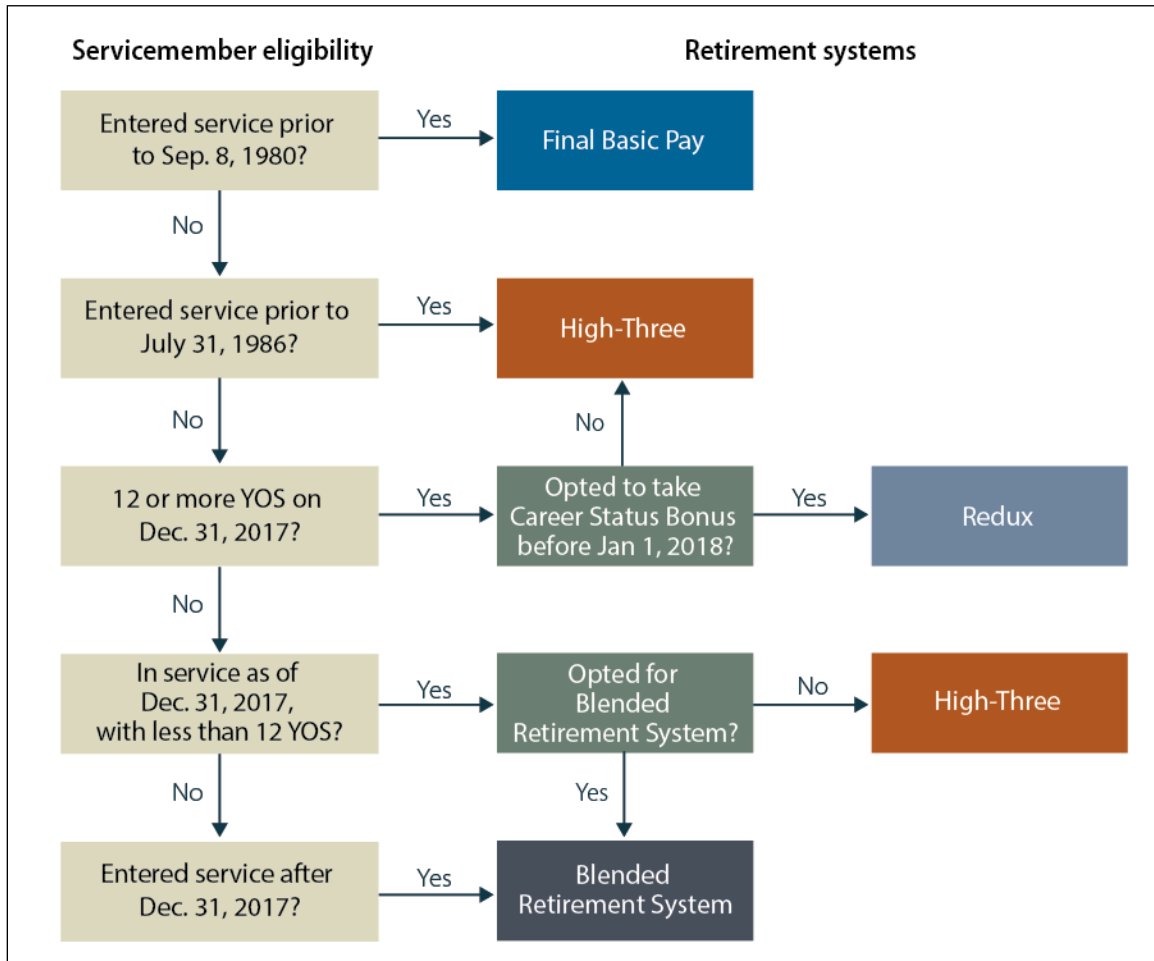 Servicemember eligibility
Retirement systems
Entered service prior
to Sep. 8, 1980?
Yes
Final Basic Pay
No
Entered service prior to
July 31, 1986?
Yes
High-Three
No
No
12 or more YOS on
Dec. 31, 2017?
Yes
Opted to take
Career Status Bonus
before Jan 1, 2018?
Yes
Redux
No
In service as of
Dec. 31, 2017,
with less than 12 YOS?
Yes
Opted for
Blended
Retirement System?
No
High-Three
No
Yes
Entered service after
Dec. 31, 2017?
Yes
Blended
Retirement System